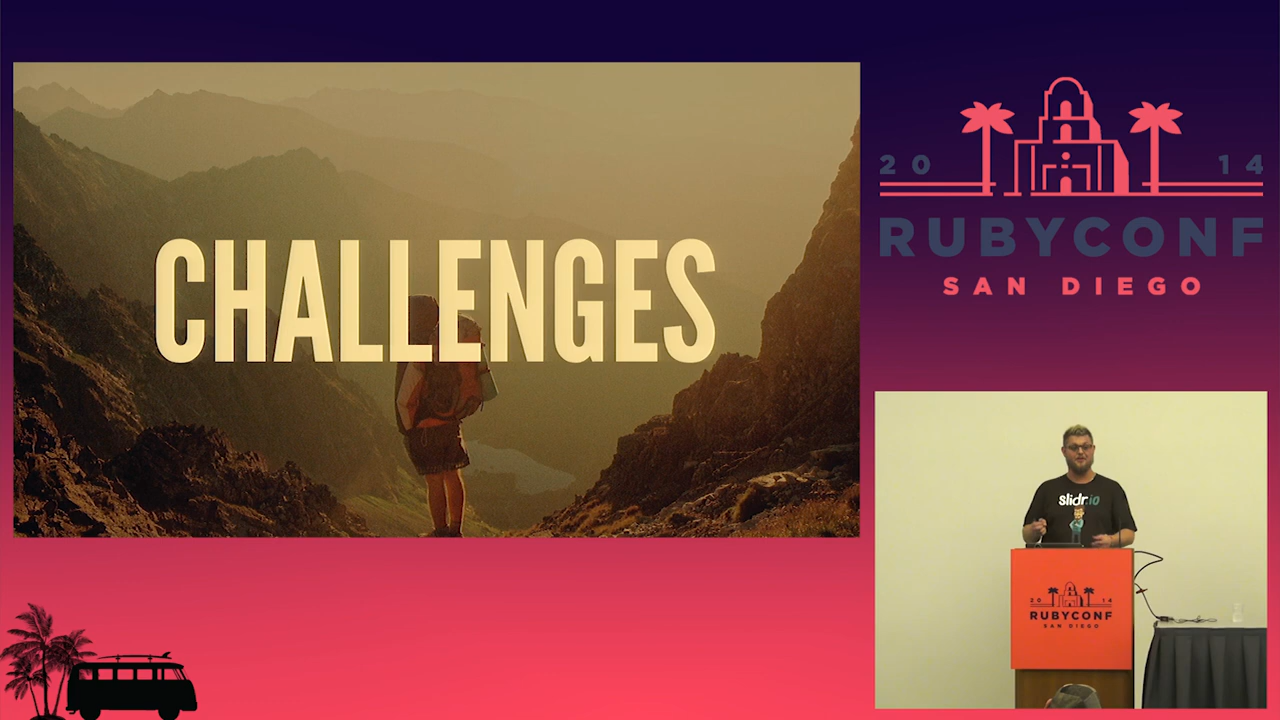 CHALLENGES
20 14
RUBYCONF
SAN DIEGO
slidr.io
20 14
RUBYCONF
SAN DIEGO